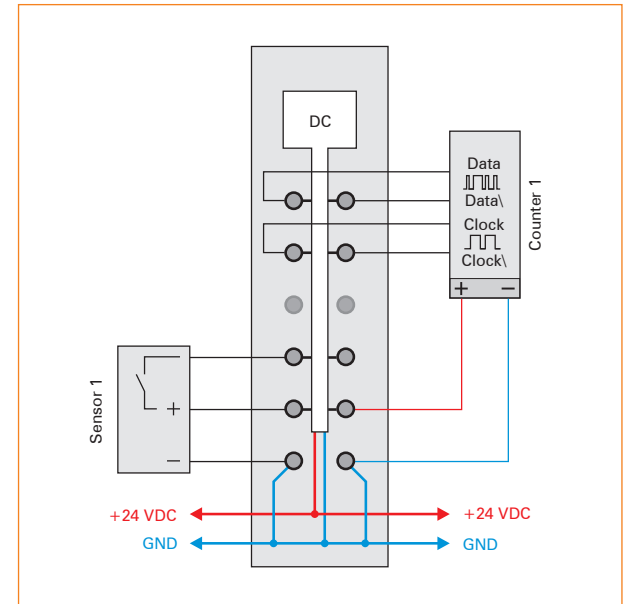 DC
Data
Data\
Clock
Clock\
Counter 1
+ −
Sensor 1
+
−
+24 VDC
+24 VDC
GND
GND